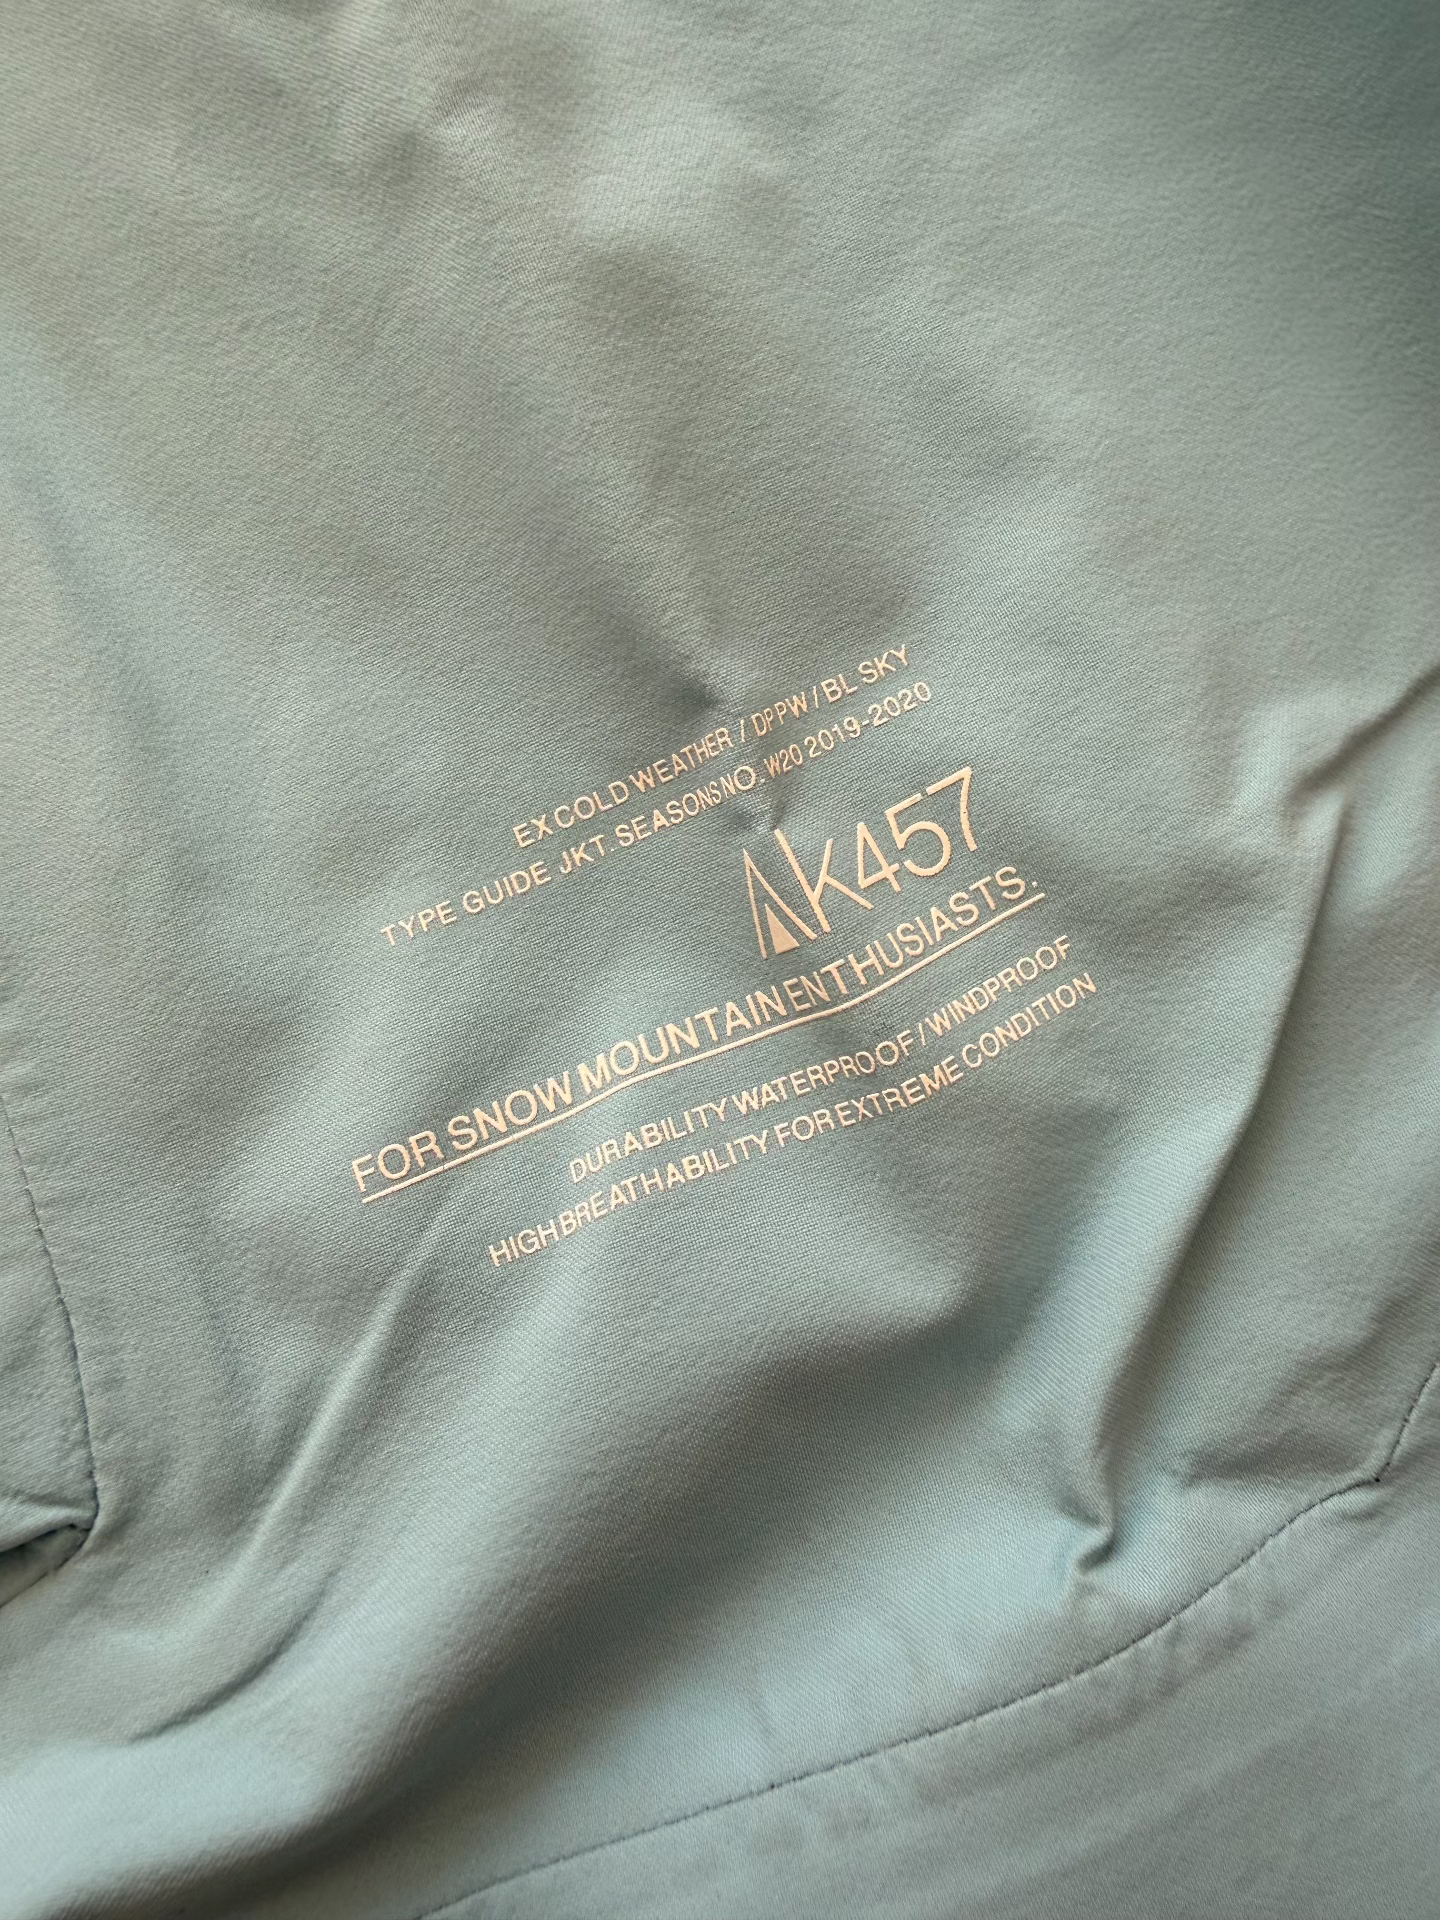 EX COLD WEATHER / DPPW / BL SKY
TYPE GUIDE JKT. SEASONS NO. W20 2019-2020
AK457
FOR SNOW MOUNTAIN ENTHUSIASTS.
DURABILITY WATERPROOF / WINDPROOF
HIGH BREATHABILITY FOR EXTREME CONDITION